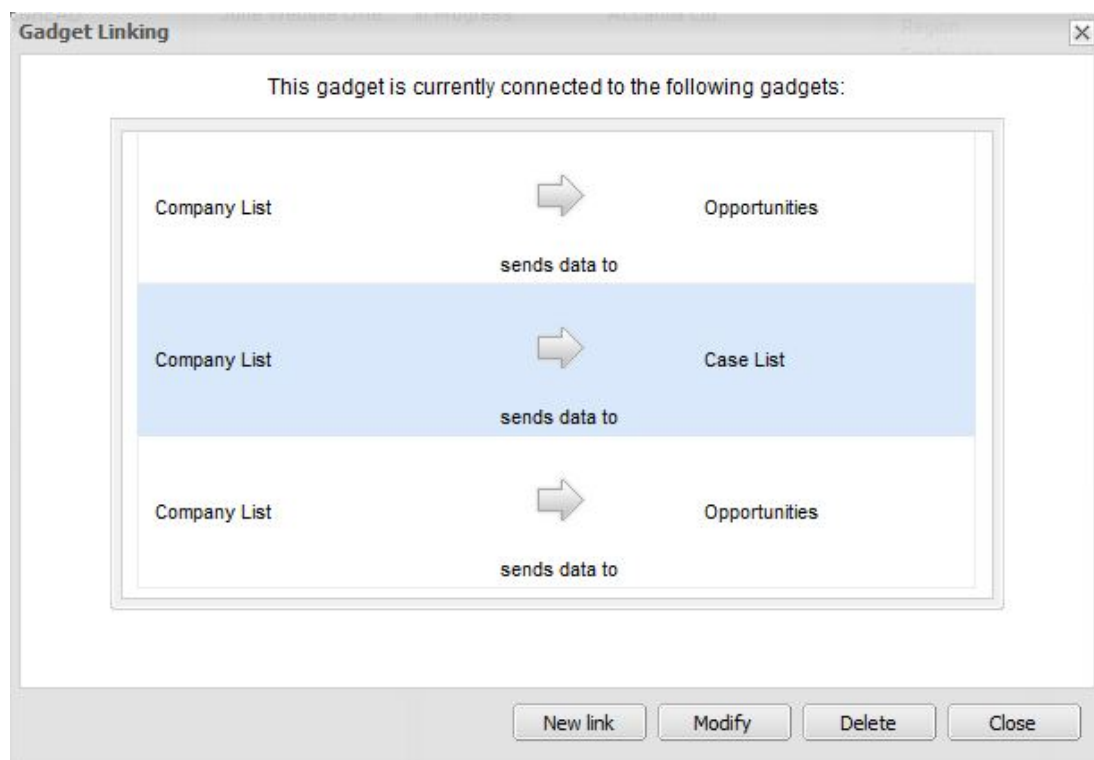 Gadget Linking
This gadget is currently connected to the following gadgets:
Company List
Opportunities
sends data to
Company List
Case List
sends data to
Company List
Opportunities
sends data to
New link
Modify
Delete
Close